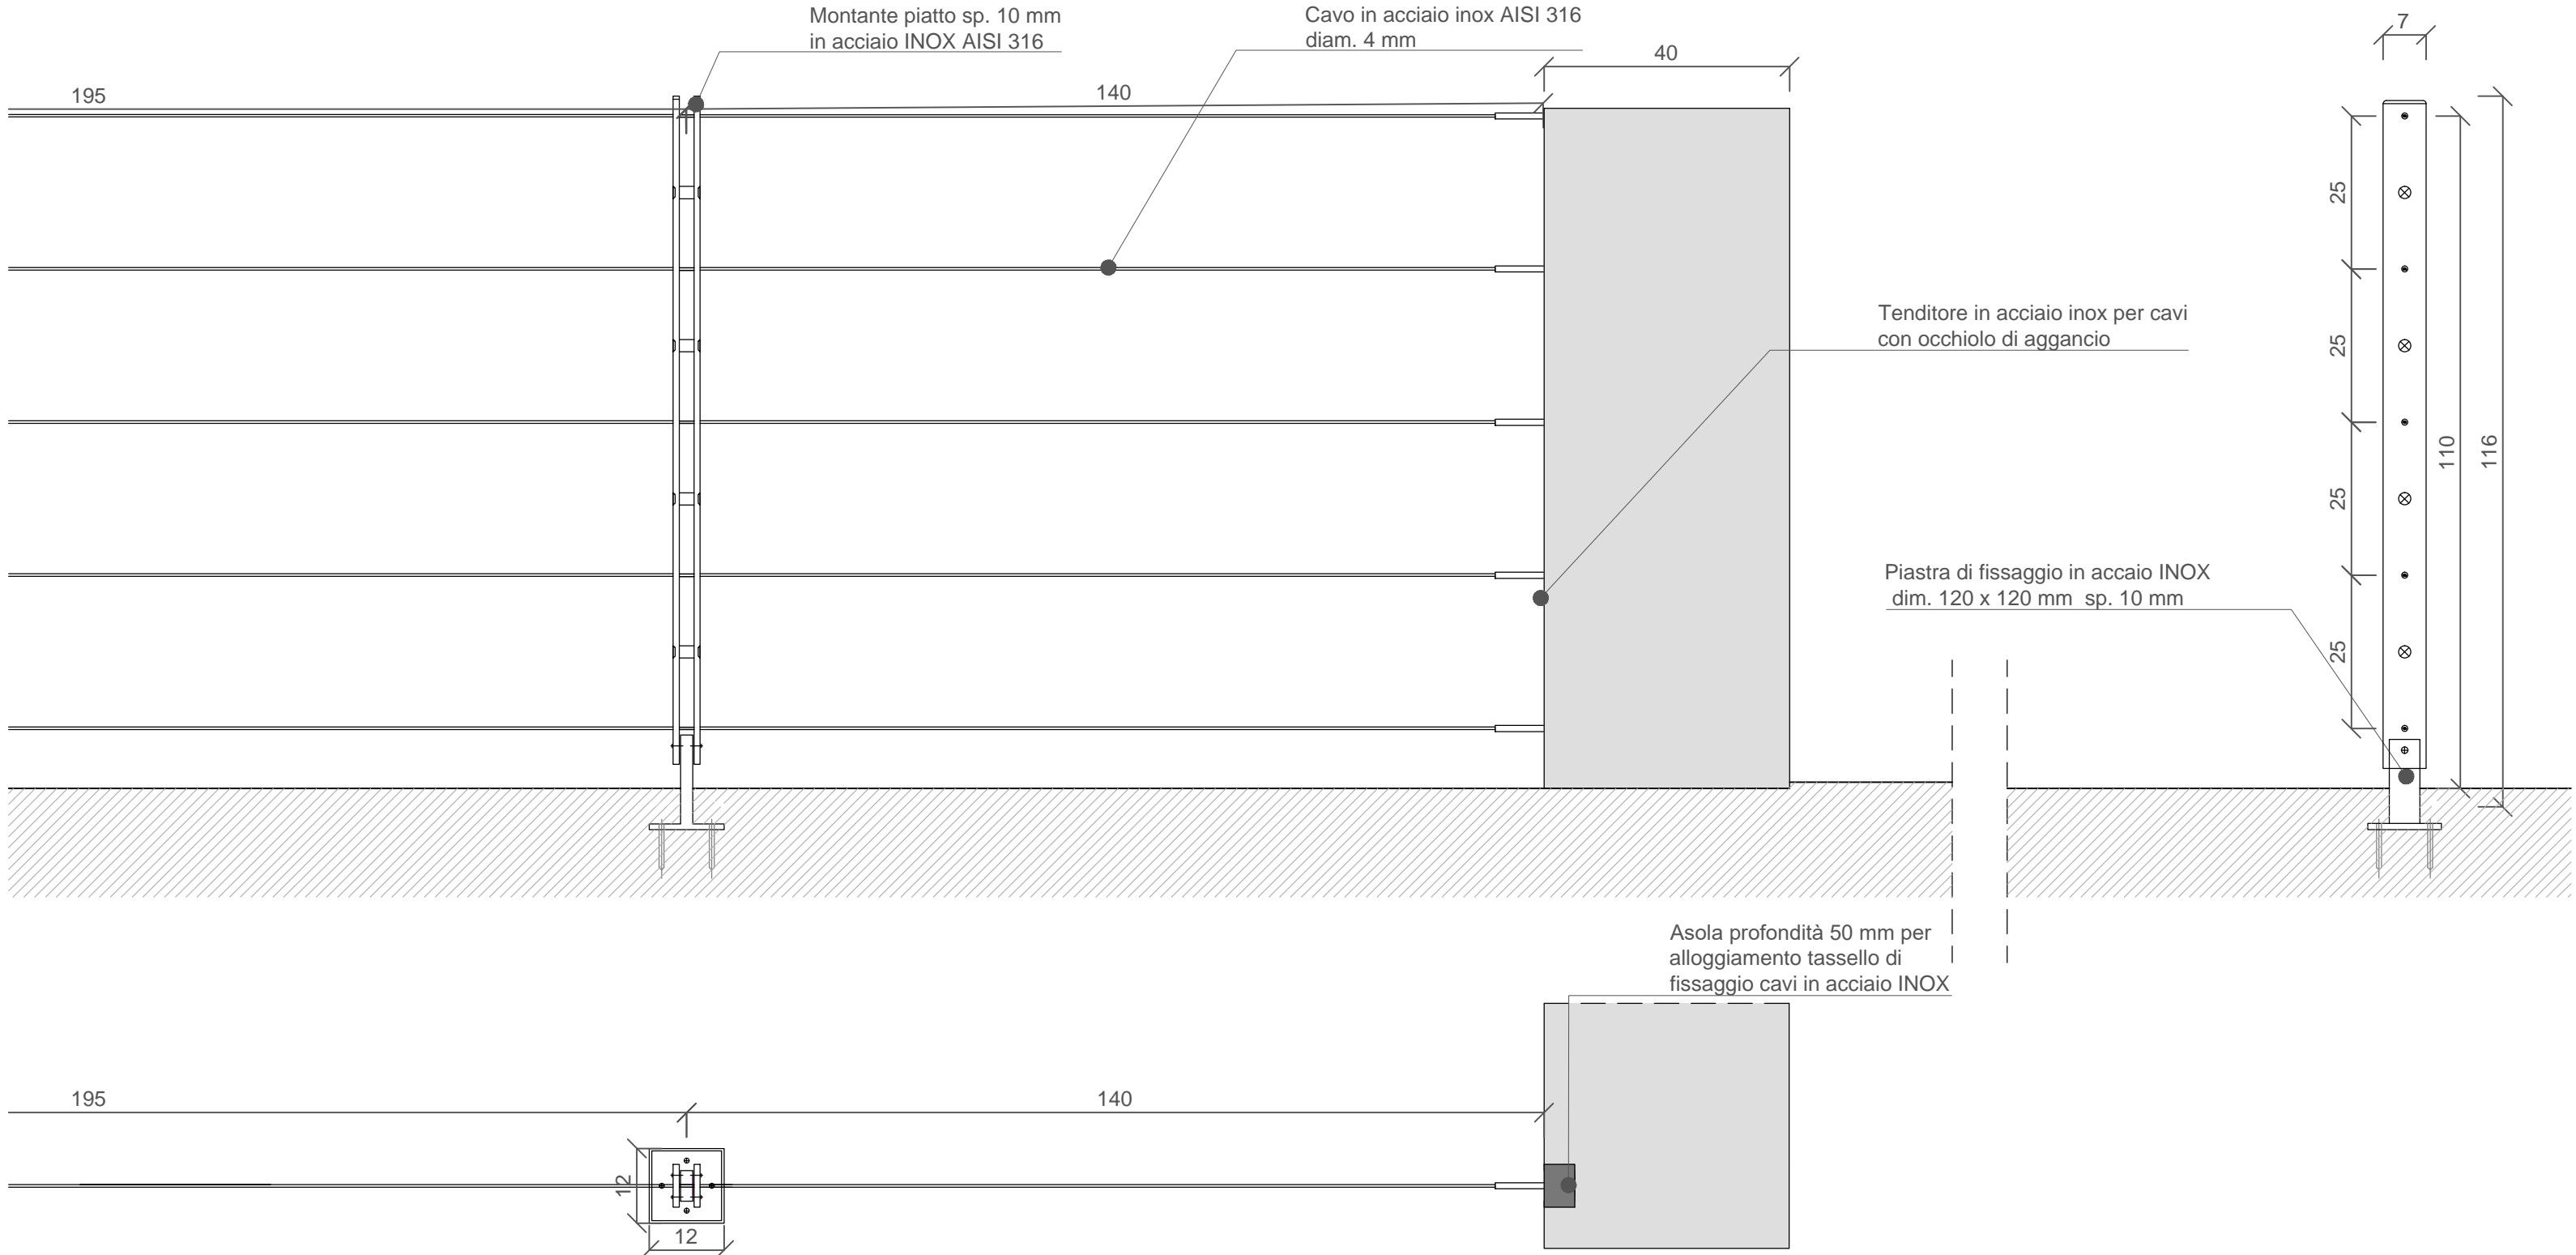 Montante piatto sp. 10 mm
in acciaio INOX AISI 316
Cavo in acciaio inox AISI 316
diam. 4 mm
7
40
195
140
25
25
25
25
110
116
Tenditore in acciaio inox per cavi
con occhiolo di aggancio
Piastra di fissaggio in accaio INOX
dim. 120 x 120 mm sp. 10 mm
Asola profondità 50 mm per
alloggiamento tassello di
fissaggio cavi in acciaio INOX
195
140
12
12